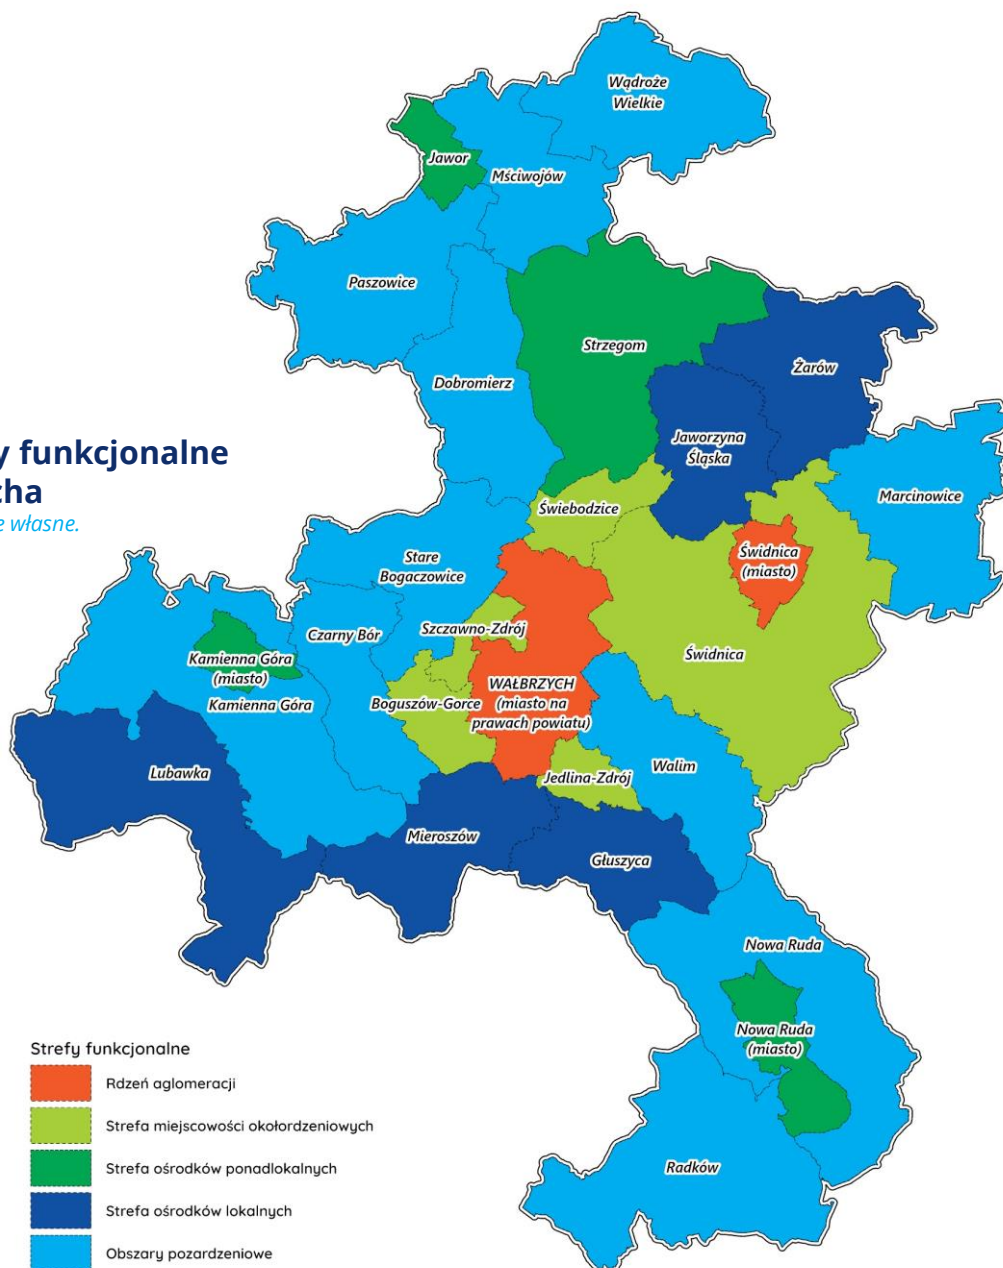 Wądroże
Wielkie
Jawor
Mściwojów
Paszowice
Strzegom
Żarów
Dobromierz
y funkcjonalne
cha
e własne.
Jaworzyna
Śląska
Marcinowice
Świebodzice
Świdnica
(miasto)
Stare
Bogaczowice
Czarny Bór
Szczawno-Zdrój
Świdnica
Kamienna Góra
(miasto)
Kamienna Góra
Boguszów-Gorce
WAŁBRZYCH
(miasto na
prawach powiatu)
Lubawka
Jedlina-Zdrój
Walim
Mieroszów
Głuszyca
Nowa Ruda
Nowa Ruda
(miasto)
Radków
Strefy funkcjonalne
Rdzeń aglomeracji
Strefa miejscowości okołordzeniowych
Strefa ośrodków ponadlokalnych
Strefa ośrodków lokalnych
Obszary pozardzeniowe